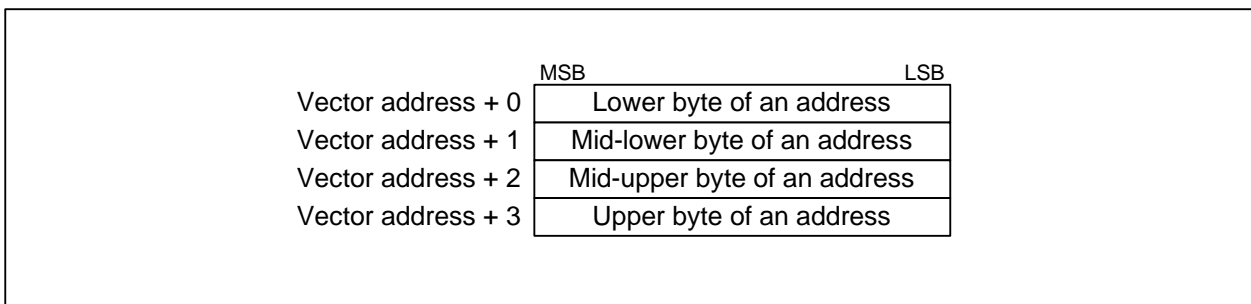 MSB LSB
Vector address + 0 Lower byte of an address
Vector address + 1 Mid-lower byte of an address
Vector address + 2 Mid-upper byte of an address
Vector address + 3 Upper byte of an address